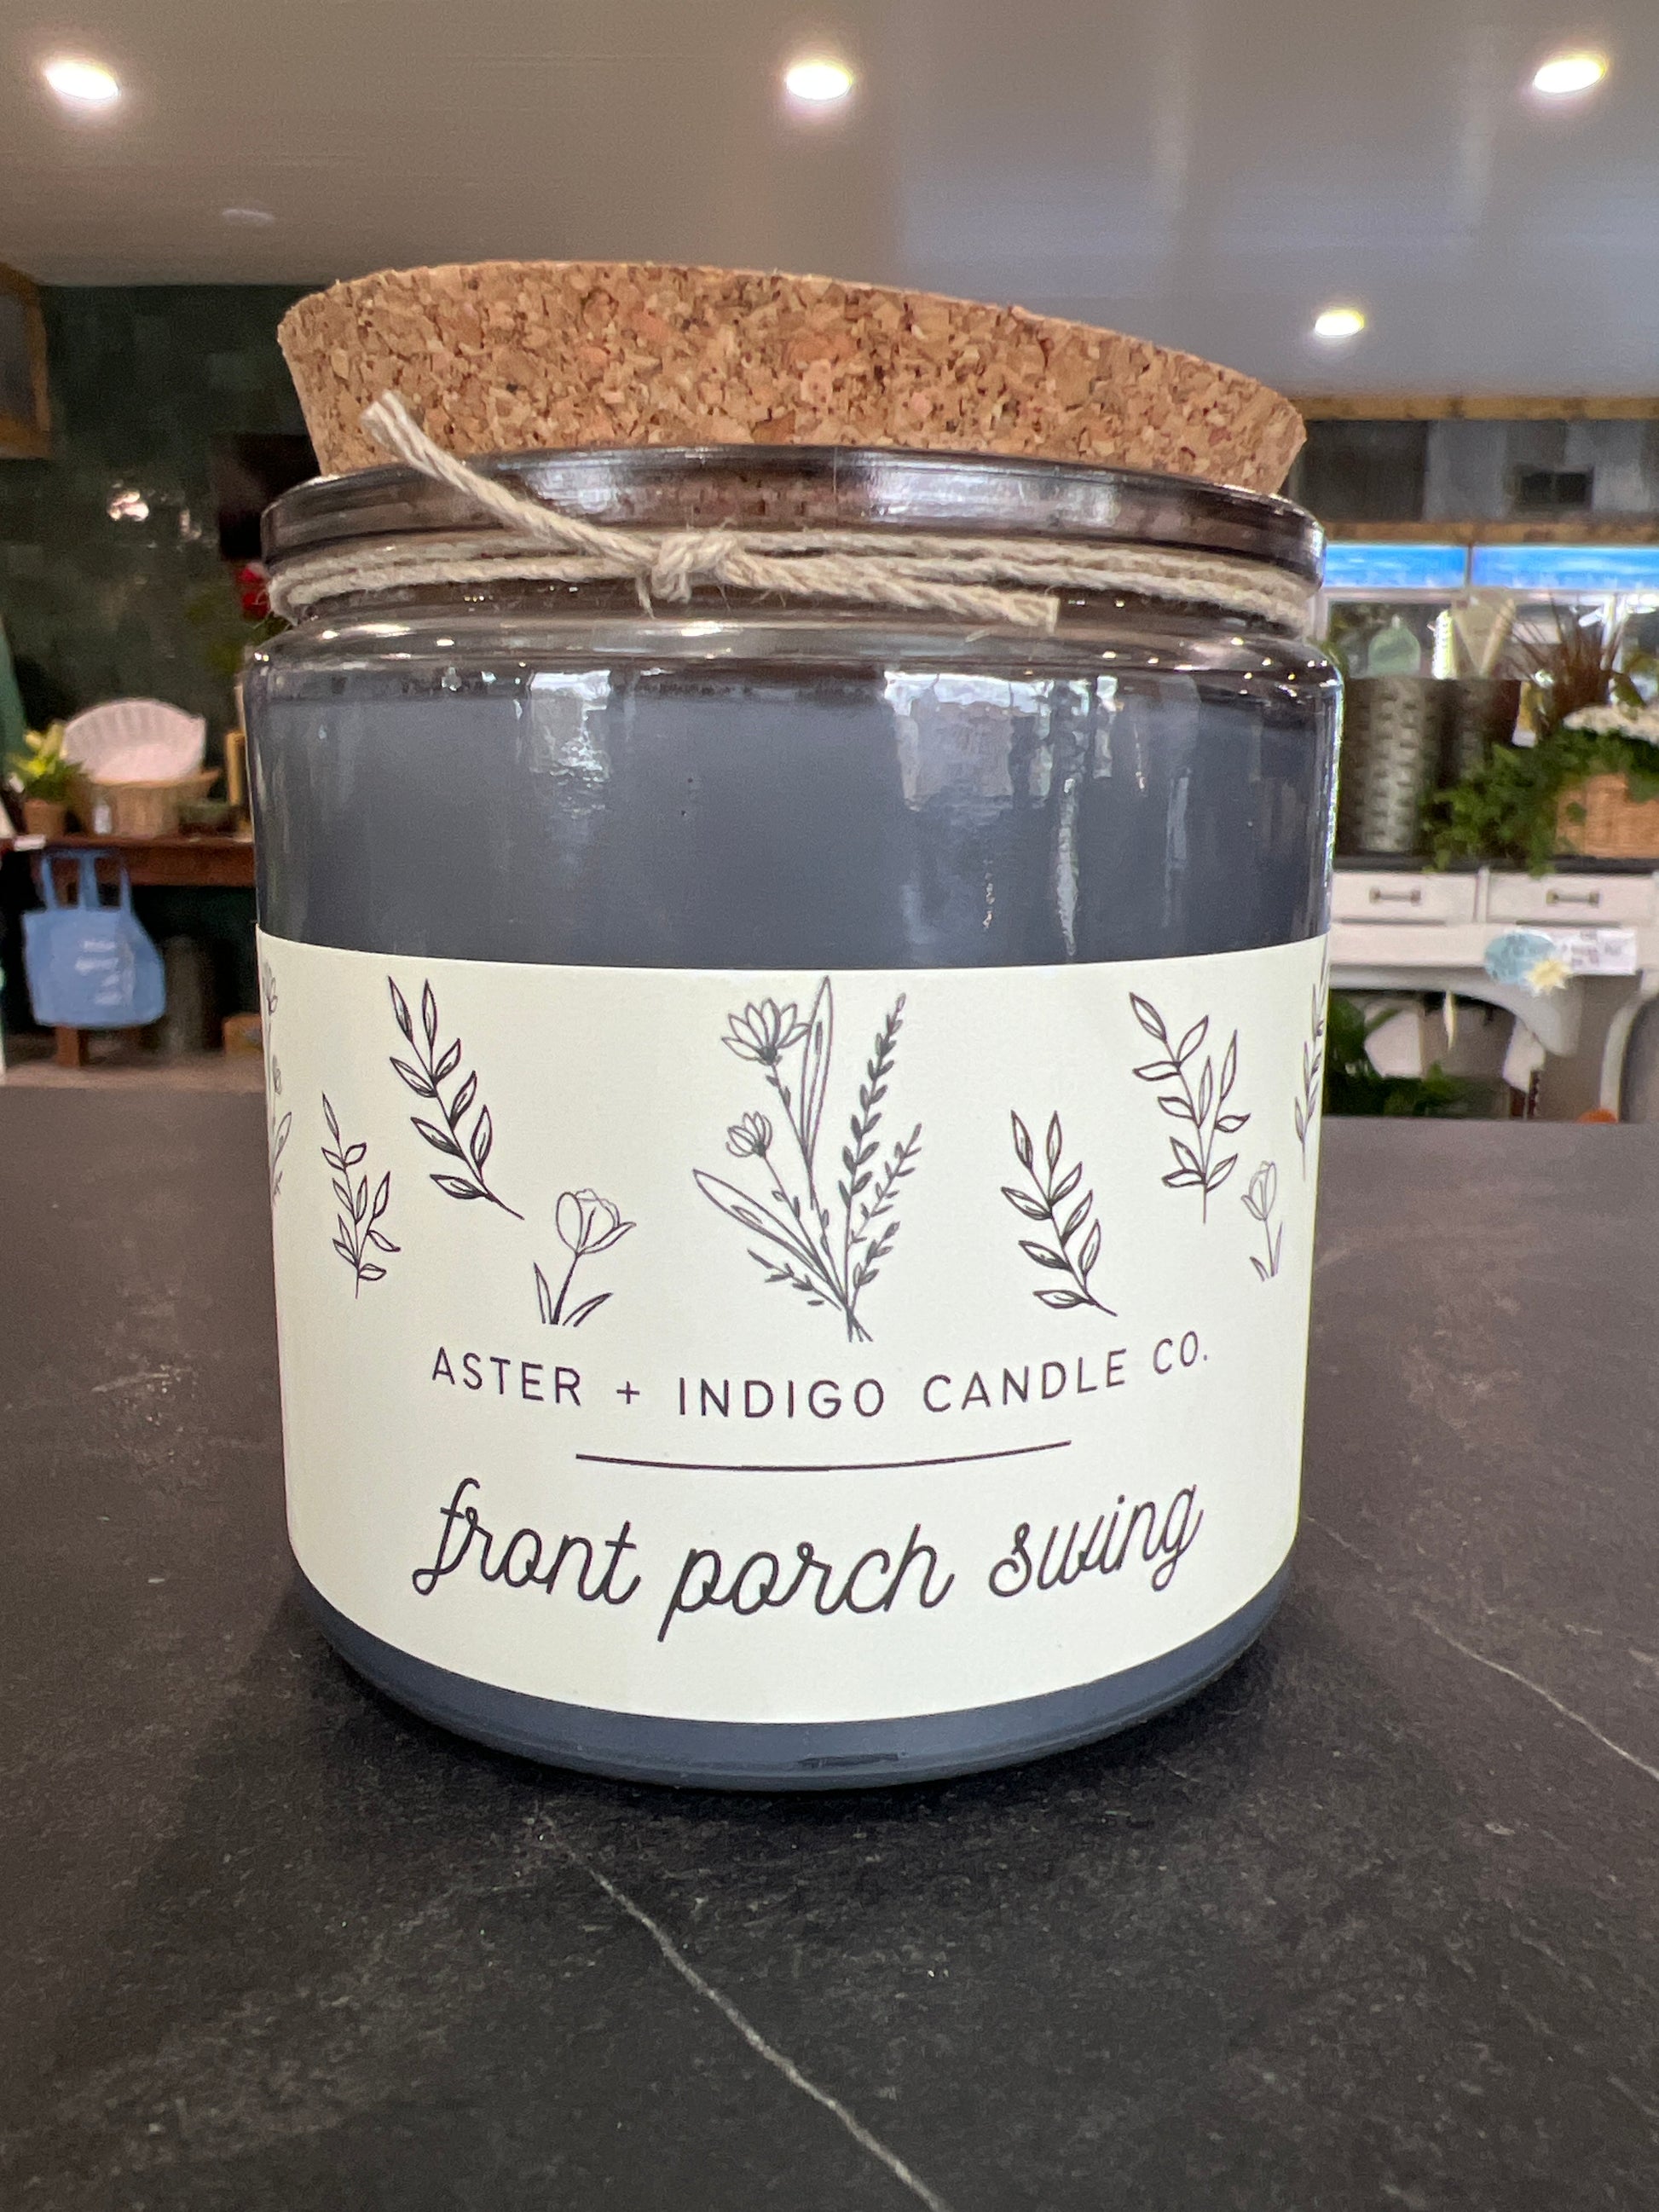 ASTER + INDIGO CANDLE CO.
front porch swing